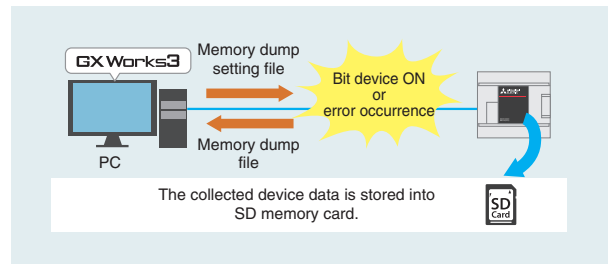 GX Works3
Memory dump
setting file
Bit device ON
or
error occurrence
Memory dump
file
PC
The collected device data is stored into
SD memory card.
SD
Card